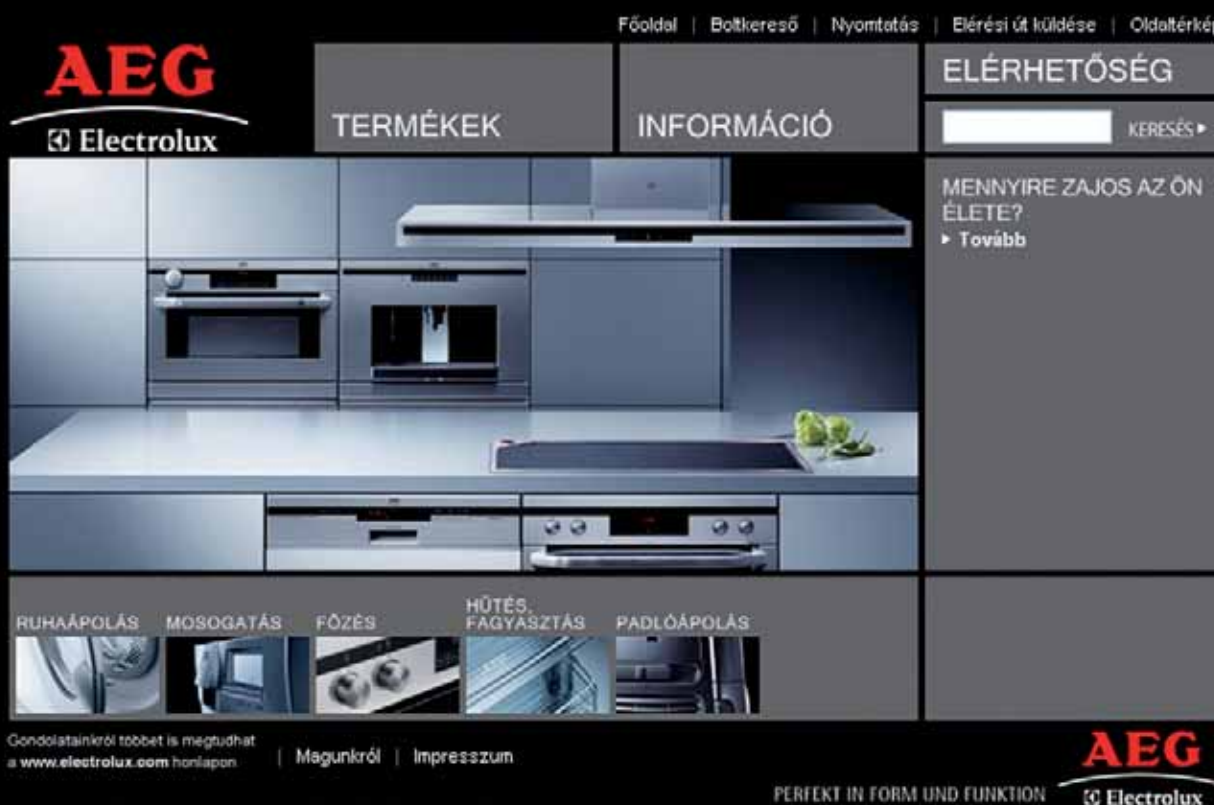 Főoldal | Boltkereső | Nyomtatás | Elérési út küldése | Oldaltérkép
AEG
Electrolux
TERMÉKEK
INFORMÁCIÓ
ELÉRHETŐSÉG
KERESÉS
MENNYIRE ZAJOS AZ ÖN
ÉLETE?
Tovább
RUHAÁPOLÁS
MOSOGATÁS
FŐZÉS
HŰTÉS,
FAGYASZTÁS
PADLÓÁPOLÁS
Gondolatainkról többet is megtudhat
a www.electrolux.com honlapon
| Magunkról | Impresszum
PERFEKT IN FORM UND FUNKTION
AEG
Electrolux